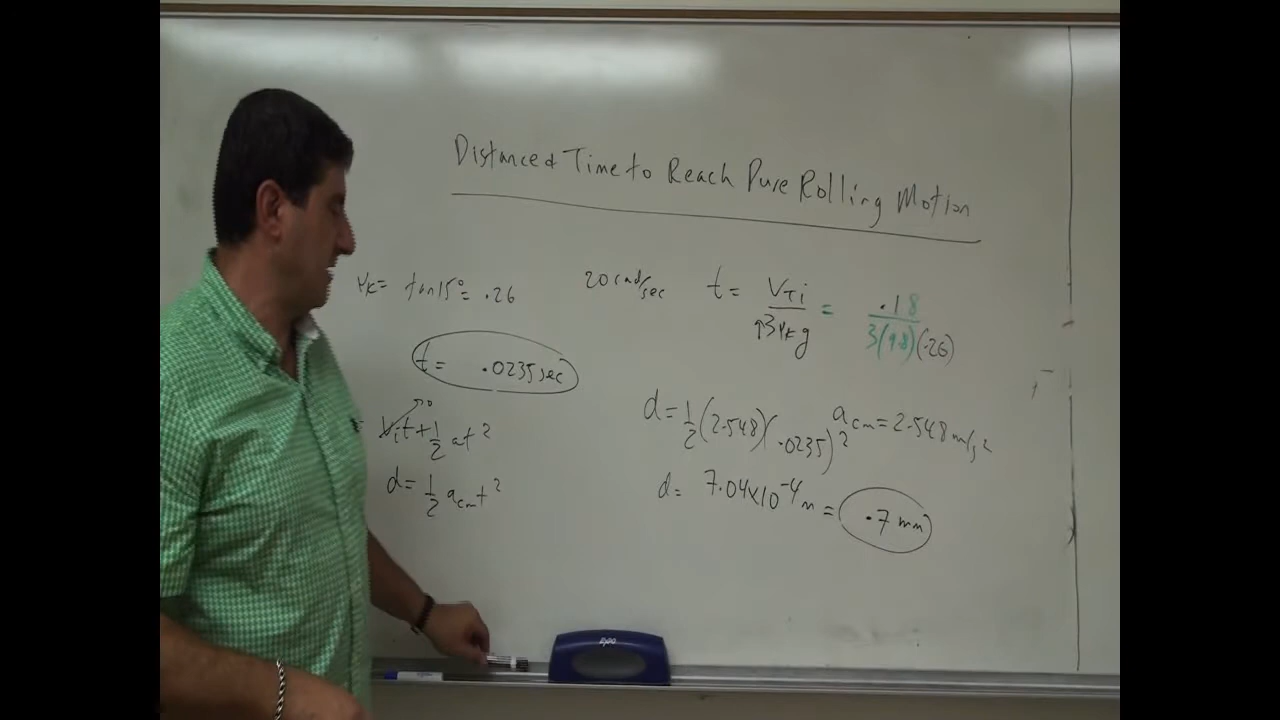 Distance & Time to Reach Pure Rolling Motion
μK = tan15° = .26
20 rad/sec
t = VTi / 3μKg = .18 / 3(9.8)(.26)
t = .0235 sec
= Vit + 1/2 at²
→0
d = 1/2 acm t²
d = 1/2 (2.548)(.0235)²
acm = 2.548 m/s²
d = 7.04x10⁻⁴ m = .7 mm
EXPO